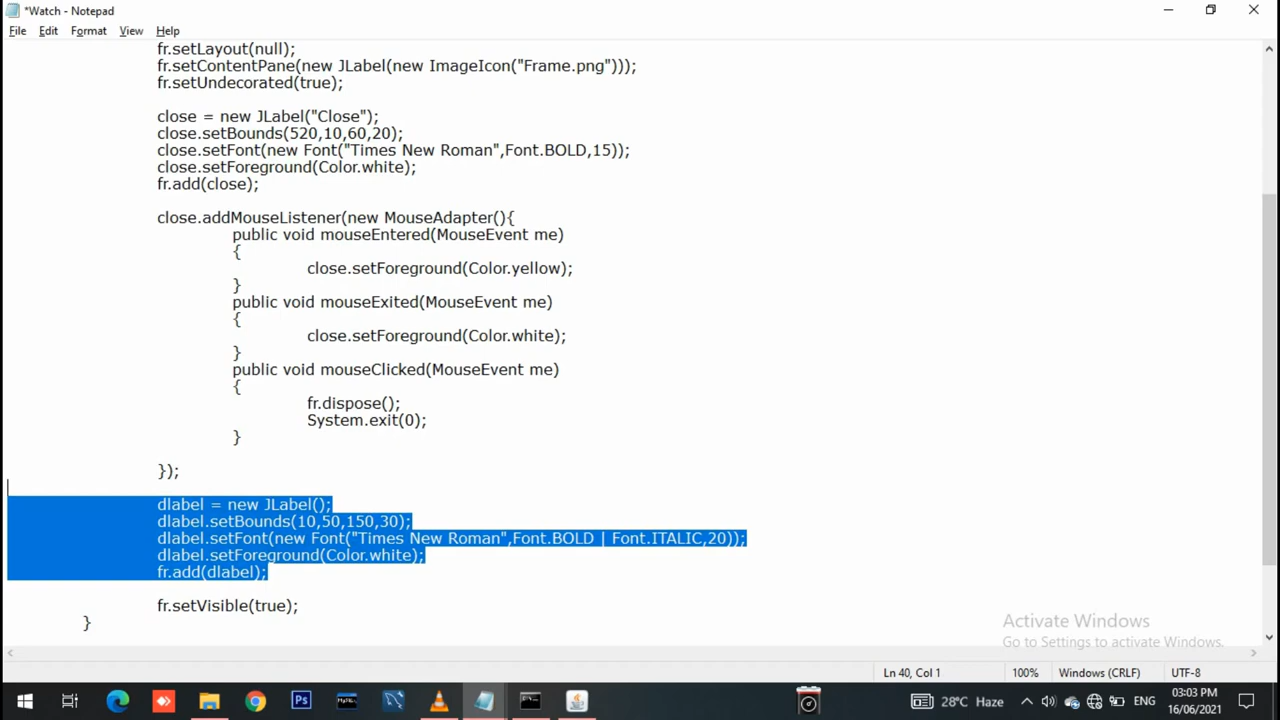 *Watch - Notepad
File Edit Format View Help
fr.setLayout(null);
fr.setContentPane(new JLabel(new ImageIcon("Frame.png")));
fr.setUndecorated(true);
close = new JLabel("Close");
close.setBounds(520,10,60,20);
close.setFont(new Font("Times New Roman",Font.BOLD,15));
close.setForeground(Color.white);
fr.add(close);
close.addMouseListener(new MouseAdapter(){
public void mouseEntered(MouseEvent me)
{
close.setForeground(Color.yellow);
}
public void mouseExited(MouseEvent me)
{
close.setForeground(Color.white);
}
public void mouseClicked(MouseEvent me)
{
fr.dispose();
System.exit(0);
}
});
dlabel = new JLabel();
dlabel.setBounds(10,50,150,30);
dlabel.setFont(new Font("Times New Roman",Font.BOLD | Font.ITALIC,20));
dlabel.setForeground(Color.white);
fr.add(dlabel);
fr.setVisible(true);
}
Activate Windows
Go to Settings to activate Windows.
Ln 40, Col 1 100% Windows (CRLF) UTF-8
Ps 28°C Haze ENG 03:03 PM
16/06/2021